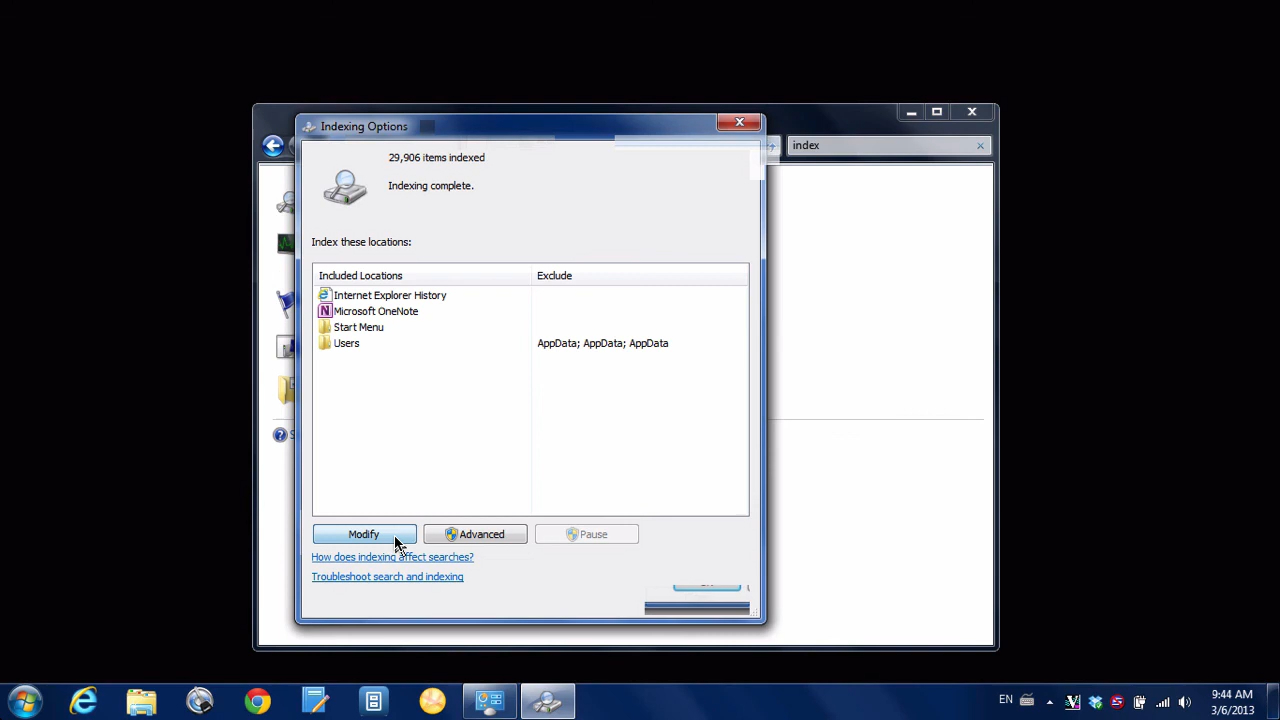 Indexing Options
index
29,906 items indexed
Indexing complete.
Index these locations:
Included Locations Exclude
Internet Explorer History
Microsoft OneNote
Start Menu
Users AppData; AppData; AppData
Modify Advanced Pause
How does indexing affect searches?
Troubleshoot search and indexing
EN
9:44 AM
3/6/2013